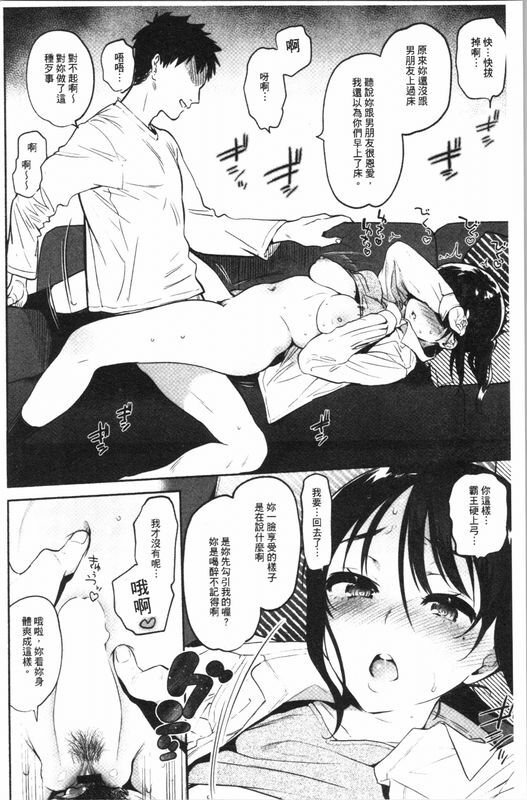 快…快拔
掉啊…
原來妳還沒跟
男朋友上過床
聽說妳跟男朋友很恩愛，
我還以為你們早上了床。
啊
呀啊…
唔唔…
對不起啊～
對妳做了這
種歹事
啊啊～
你這樣…
霸王硬上弓…
我要…回去了…
妳一臉享受的樣子
是在說什麼啊
是妳先勾引我的喔？
妳是喝醉不記得啊
我才沒有呢…
哦啊♡
哦啦，妳看妳身
體爽成這樣。